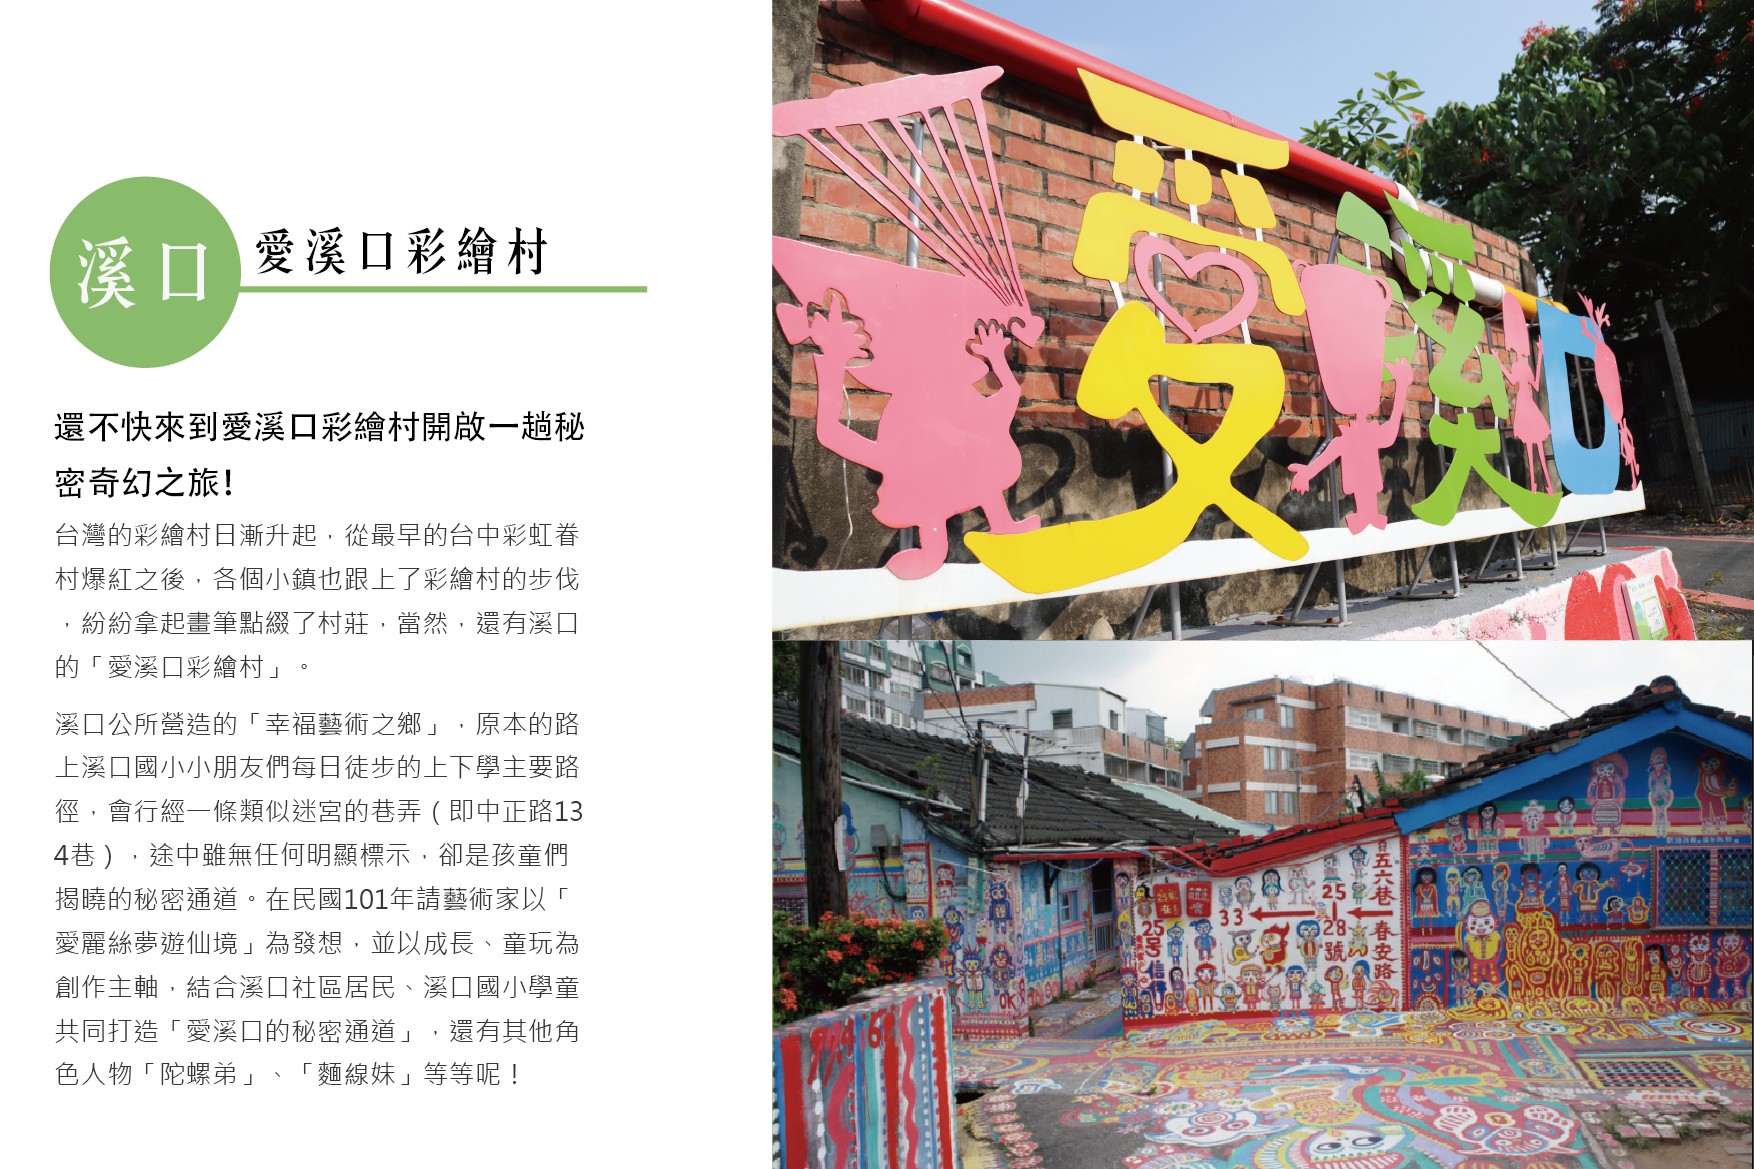 溪口
愛溪口彩繪村
還不快來到愛溪口彩繪村開啟一趟秘
密奇幻之旅!
台灣的彩繪村日漸升起，從最早的台中彩虹眷
村爆紅之後，各個小鎮也跟上了彩繪村的步伐
，紛紛拿起畫筆點綴了村莊，當然，還有溪口
的「愛溪口彩繪村」。
溪口公所營造的「幸福藝術之鄉」，原本的路
上溪口國小小朋友們每日徒步的上下學主要路
徑，會行經一條類似迷宮的巷弄（即中正路13
4巷），途中雖無任何明顯標示，卻是孩童們
揭曉的秘密通道。在民國101年請藝術家以「
愛麗絲夢遊仙境」為發想，並以成長、童玩為
創作主軸，結合溪口社區居民、溪口國小學童
共同打造「愛溪口的秘密通道」，還有其他角
色人物「陀螺弟」、「麵線妹」等等呢！
愛溪口
五六巷
春安路
25
28
號
33
25
号
OK